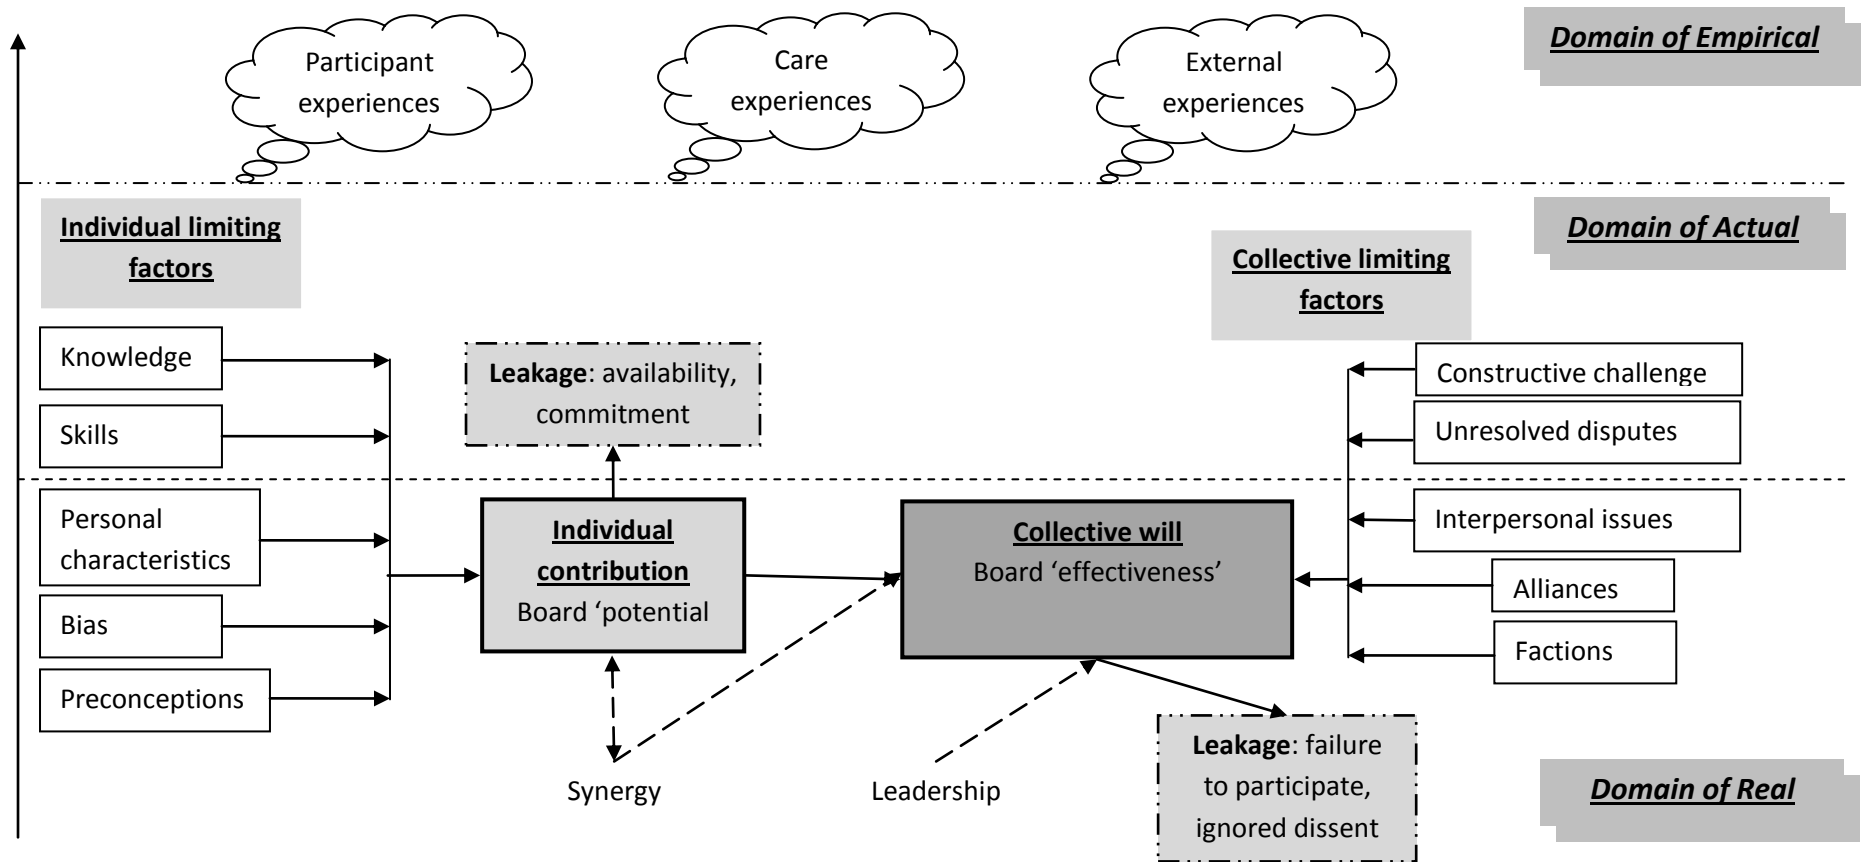 Participant
experiences
Care
experiences
External
experiences
Domain of Empirical
Individual limiting
factors
Domain of Actual
Collective limiting
factors
Knowledge
Skills
Leakage: availability,
commitment
Constructive challenge
Unresolved disputes
Personal
characteristics
Bias
Preconceptions
Individual
contribution
Board ‘potential
Collective will
Board ‘effectiveness’
Interpersonal issues
Alliances
Factions
Synergy
Leadership
Leakage: failure
to participate,
ignored dissent
Domain of Real